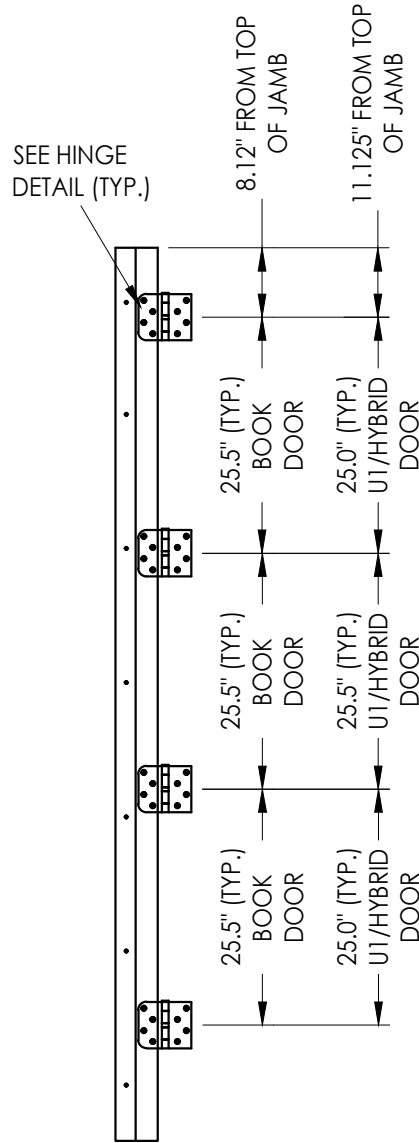 SEE HINGE
DETAIL (TYP.)
8.12" FROM TOP
OF JAMB
11.125" FROM TOP
OF JAMB
25.5" (TYP.)
BOOK
DOOR
25.0" (TYP.)
U1/HYBRID
DOOR
25.5" (TYP.)
BOOK
DOOR
25.5" (TYP.)
U1/HYBRID
DOOR
25.5" (TYP.)
BOOK
DOOR
25.0" (TYP.)
U1/HYBRID
DOOR